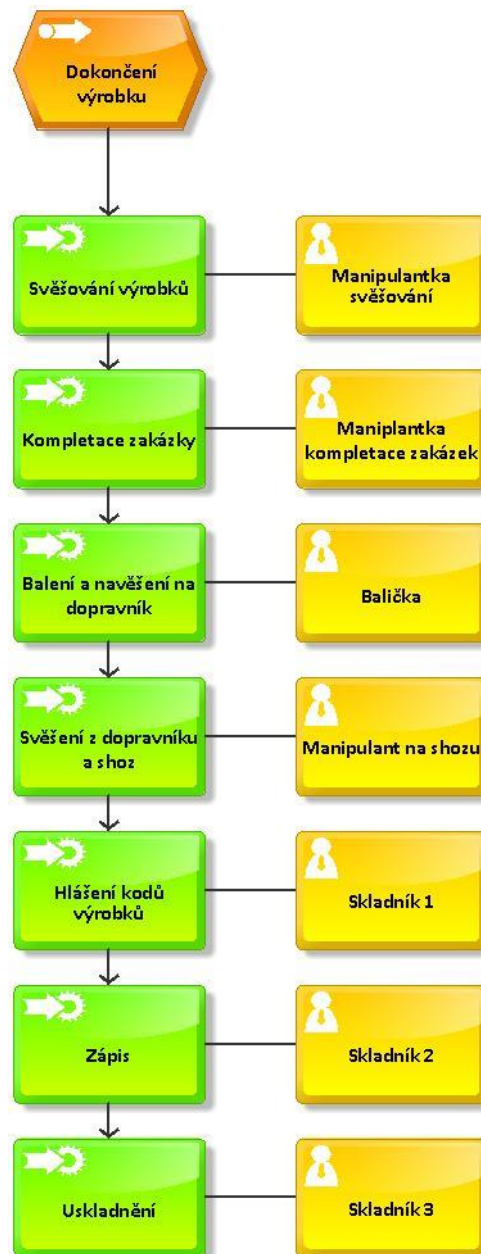 Dokončení
výrobku
Svěšování výrobků
Manipulantka
svěšování
Kompletace zakázky
Maniplantka
kompletace zakázek
Balení a navěšení na
dopravník
Balička
Svěšení z dopravníku
a shoz
Manipulant na shozu
Hlášení kodů
výrobků
Skladník 1
Zápis
Skladník 2
Uskladnění
Skladník 3